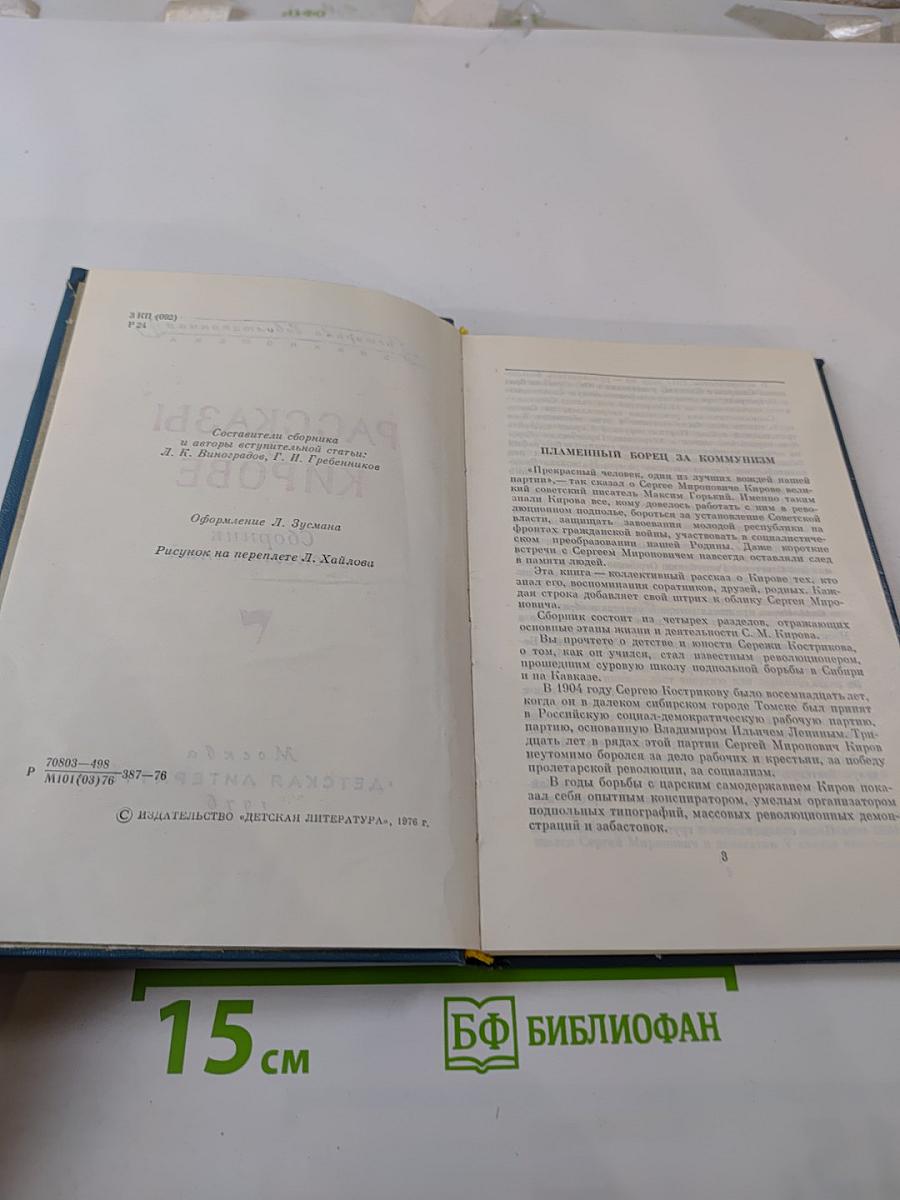 3 КП (092)
Р 24
РАССКАЗЫ
Составители сборника
и авторы вступительной статьи:
Л. К. Виноградов, Г. И. Гребенников
КИРОВЕ
Оформление Л. Зусмана
Сборник
Рисунок на переплете Л. Хайлова
Москва
Р 70803—498
М101(03)76 —387—76
1976
© ИЗДАТЕЛЬСТВО «ДЕТСКАЯ ЛИТЕРАТУРА», 1976 г.
ПЛАМЕННЫЙ БОРЕЦ ЗА КОММУНИЗМ
«Прекрасный человек, один из лучших вождей нашей
партии»,— так сказал о Сергее Мироновиче Кирове вели-
кий советский писатель Максим Горький. Именно таким
знали Кирова все, кому довелось работать с ним в рево-
люционном подполье, бороться за установление Советской
власти, защищать завоевания молодой республики на
фронтах гражданской войны, участвовать в социалистиче-
ском преобразовании нашей Родины. Даже короткие
встречи с Сергеем Мироновичем навсегда оставляли след
в памяти людей.
Эта книга — коллективный рассказ о Кирове тех, кто
знал его, воспоминания соратников, друзей, родных. Каж-
дая строка добавляет свой штрих к облику Сергея Миро-
новича.
Сборник состоит из четырех разделов, отражающих
основные этапы жизни и деятельности С. М. Кирова.
Вы прочтете о детстве и юности Сережи Кострикова,
о том, как он учился, стал известным революционером,
прошедшим суровую школу подпольной борьбы в Сибири
и на Кавказе.
В 1904 году Сергею Кострикову было восемнадцать лет,
когда он в далеком сибирском городе Томске был принят
в Российскую социал-демократическую рабочую партию,
партию, основанную Владимиром Ильичем Лениным. Три-
дцать лет в рядах этой партии Сергей Миронович Киров
неутомимо боролся за дело рабочих и крестьян, за победу
пролетарской революции, за социализм.
В годы борьбы с царским самодержавием Киров пока-
зал себя опытным конспиратором, умелым организатором
подпольных типографий, массовых революционных демон-
страций и забастовок.
3
15 см
БФ БИБЛИОФАН